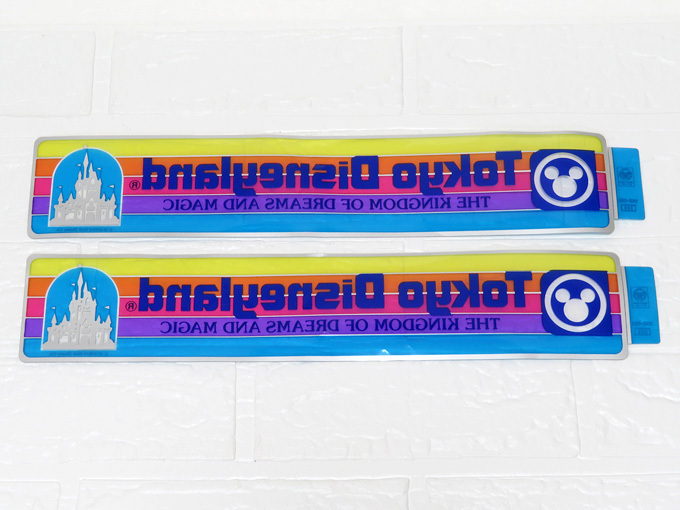 Tokyo Disneyland®
THE KINGDOM OF DREAMS AND MAGIC
Tokyo Disneyland®
THE KINGDOM OF DREAMS AND MAGIC